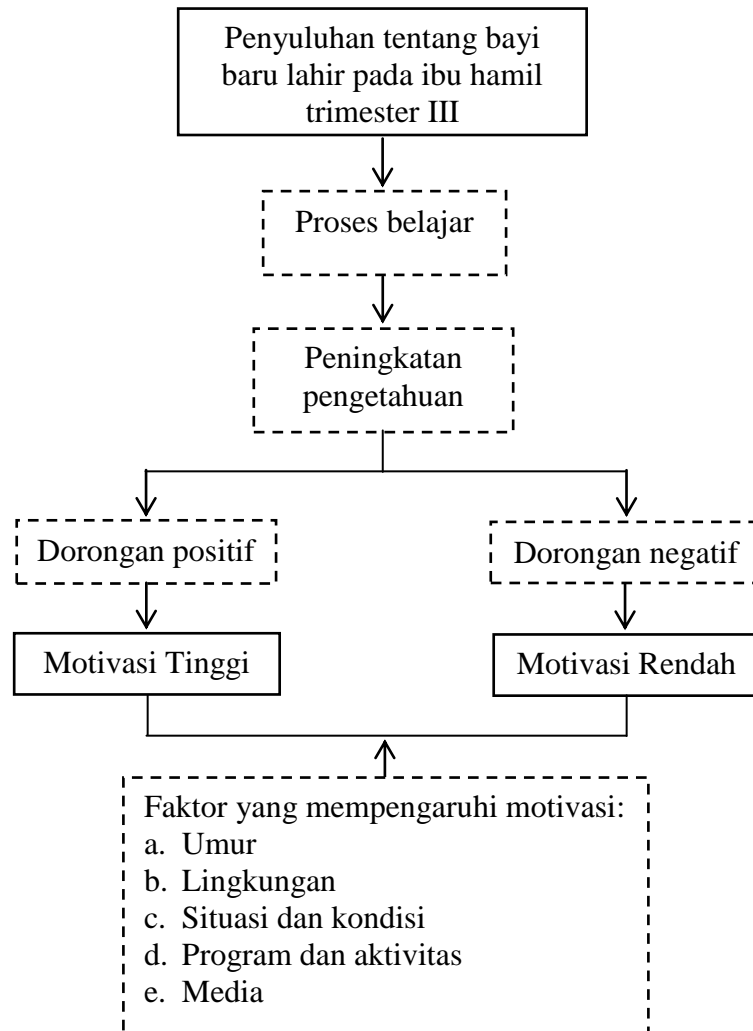 Penyuluhan tentang bayi
baru lahir pada ibu hamil
trimester III
Proses belajar
Peningkatan
pengetahuan
Dorongan positif
Dorongan negatif
Motivasi Tinggi
Motivasi Rendah
Faktor yang mempengaruhi motivasi:
a. Umur
b. Lingkungan
c. Situasi dan kondisi
d. Program dan aktivitas
e. Media